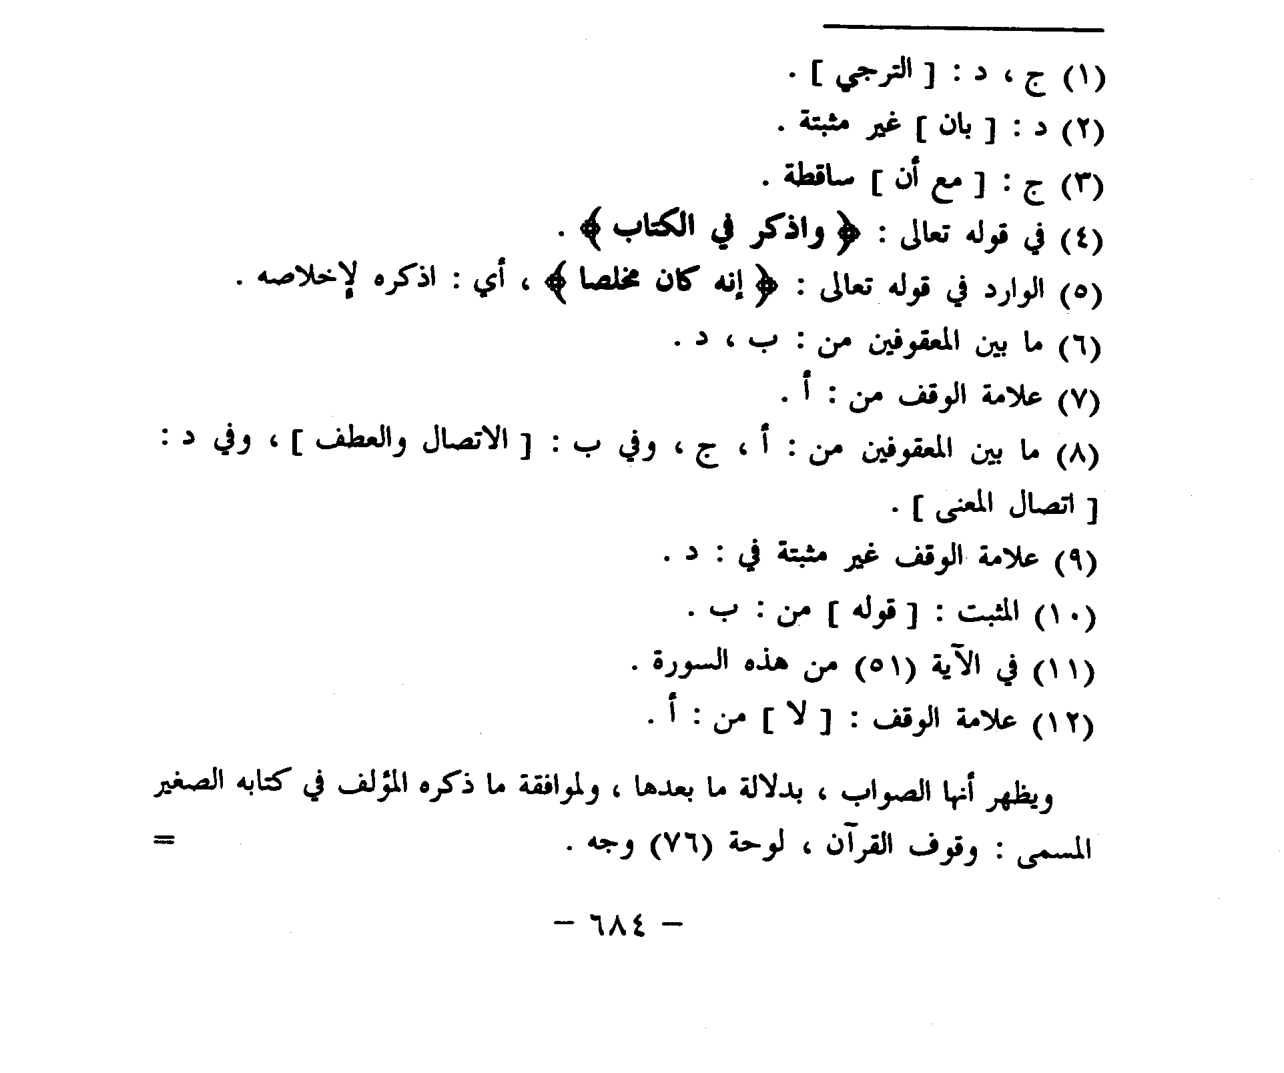 (١) ج ، د : [ الترجي ] .
(٢) د : [ بان ] غير مثبتة .
(٣) ج : [ مع أن ] ساقطة .
(٤) في قوله تعالى : ﴿ واذكر في الكتاب ﴾ .
(٥) الوارد في قوله تعالى : ﴿ إنه كان مخلصا ﴾ ، أي : اذكره لإخلاصه .
(٦) ما بين المعقوفين من : ب ، د .
(٧) علامة الوقف من : أ .
(٨) ما بين المعقوفين من : أ ، ج ، وفي ب : [ الاتصال والعطف ] ، وفي د :
[ اتصال المعنى ] .
(٩) علامة الوقف غير مثبتة في : د .
(١٠) المثبت : [ قوله ] من : ب .
(١١) في الآية (٥١) من هذه السورة .
(١٢) علامة الوقف : [ لا ] من : أ .
ويظهر أنها الصواب ، بدلالة ما بعدها ، ولموافقة ما ذكره المؤلف في كتابه الصغير
المسمى : وقوف القرآن ، لوحة (٧٦) وجه . =
– ٦٨٤ –